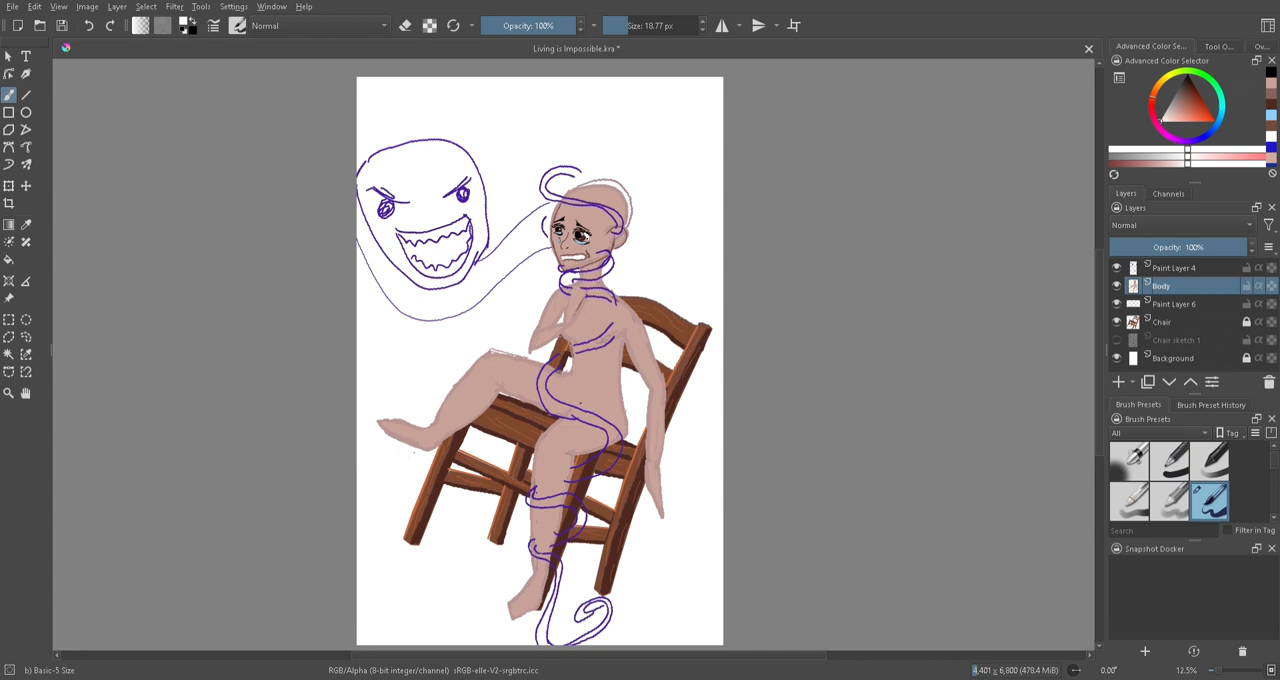 File Edit View Image Layer Select Filter Tools Settings Window Help
Normal Opacity: 100% Size: 18.77 px
Living is Impossible.kra *
Advanced Color Se... Tool O... Ov...
Advanced Color Selector
Layers Channels
Layers
Normal
Opacity: 100%
Paint Layer 4
Body
Paint Layer 6
Chair
Chair sketch 1
Background
Brush Presets Brush Preset History
Brush Presets
All Tag
Search Filter in Tag
Snapshot Docker
b) Basic-5 Size RGB/Alpha (8-bit integer/channel) sRGB-elle-V2-srgbtrc.icc 4,401 x 6,800 (478.4 MiB) 0.00° 12.5%